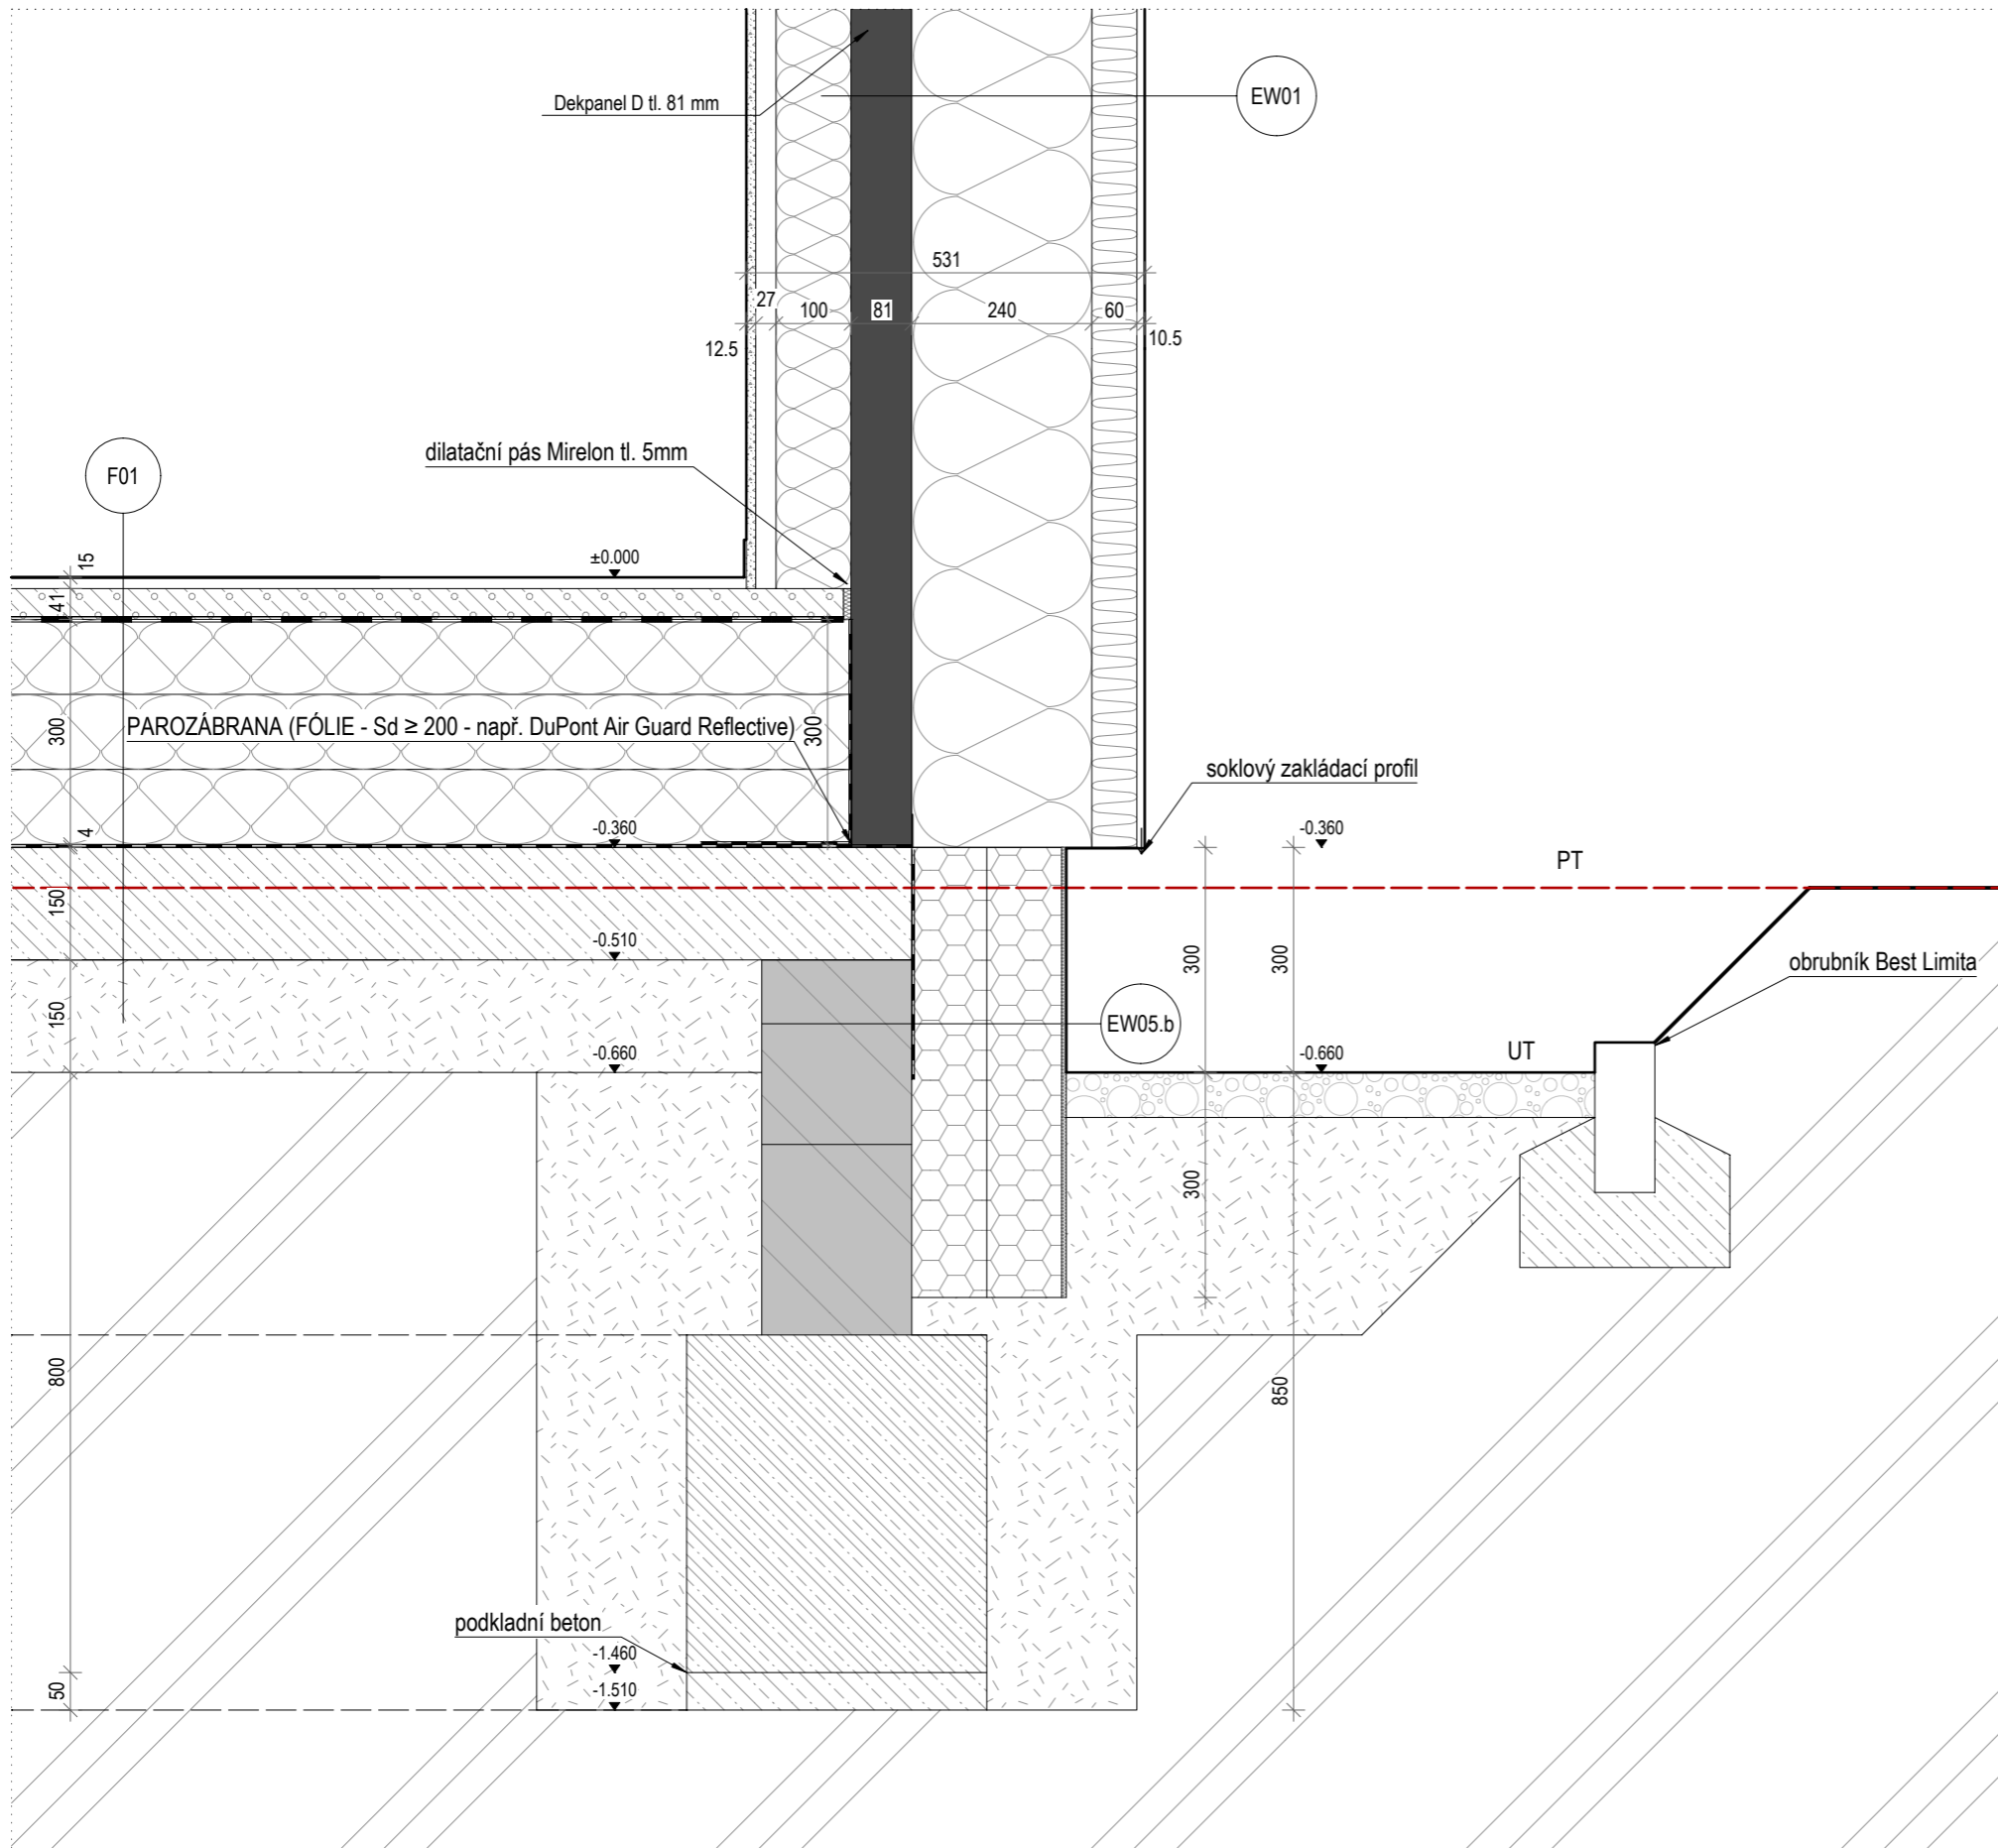 Dekpanel D tl. 81 mm
EW01
531
27
100
81
240
60
12.5
10.5
dilatační pás Mirelon tl. 5mm
F01
15
±0.000
41
300
PAROZÁBRANA (FÓLIE - Sd ≥ 200 - např. DuPont Air Guard Reflective)
300
soklový zakládací profil
4
-0.360
-0.360
PT
150
-0.510
300
300
obrubník Best Limita
150
EW05.b
-0.660
-0.660
UT
300
800
850
podkladní beton
-1.460
50
-1.510